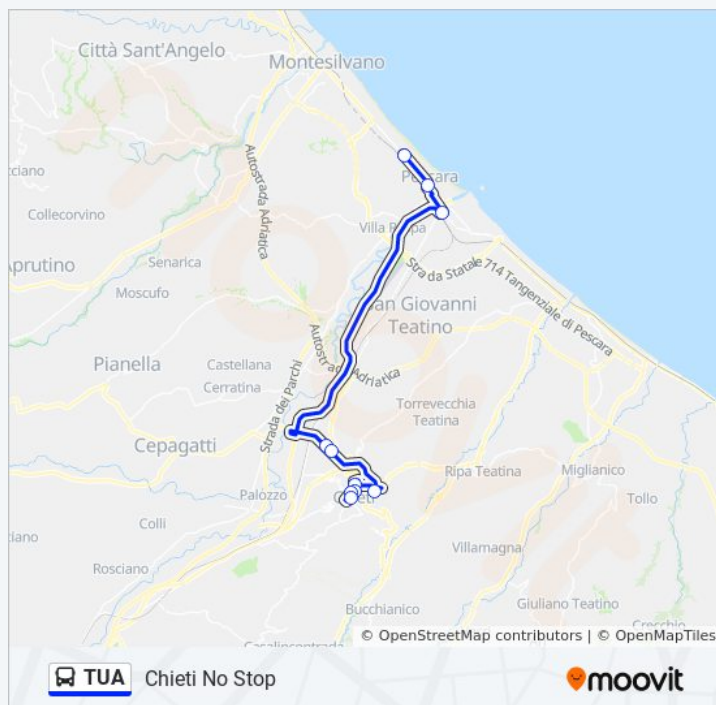 Città Sant'Angelo
Montesilvano
Autostrada Adriatica
Collecorvino
Villa
Aprutino
Senarica
Strada Statale 714 Tangenziale di Pescara
Moscufo
San Giovanni
Teatino
Pianella
Castellana
Cerratina
Autostrada Adriatica
Strada dei Parchi
Torrevecchia
Teatina
Cepagatti
Ripa Teatina
Miglianico
Palozzo
Tollo
Colli
Villamagna
Rosciano
Giuliano Teatino
Bucchianico
Crecchio
Casalincontrada
© OpenStreetMap contributors | © OpenMapTiles
TUA Chieti No Stop
moovit